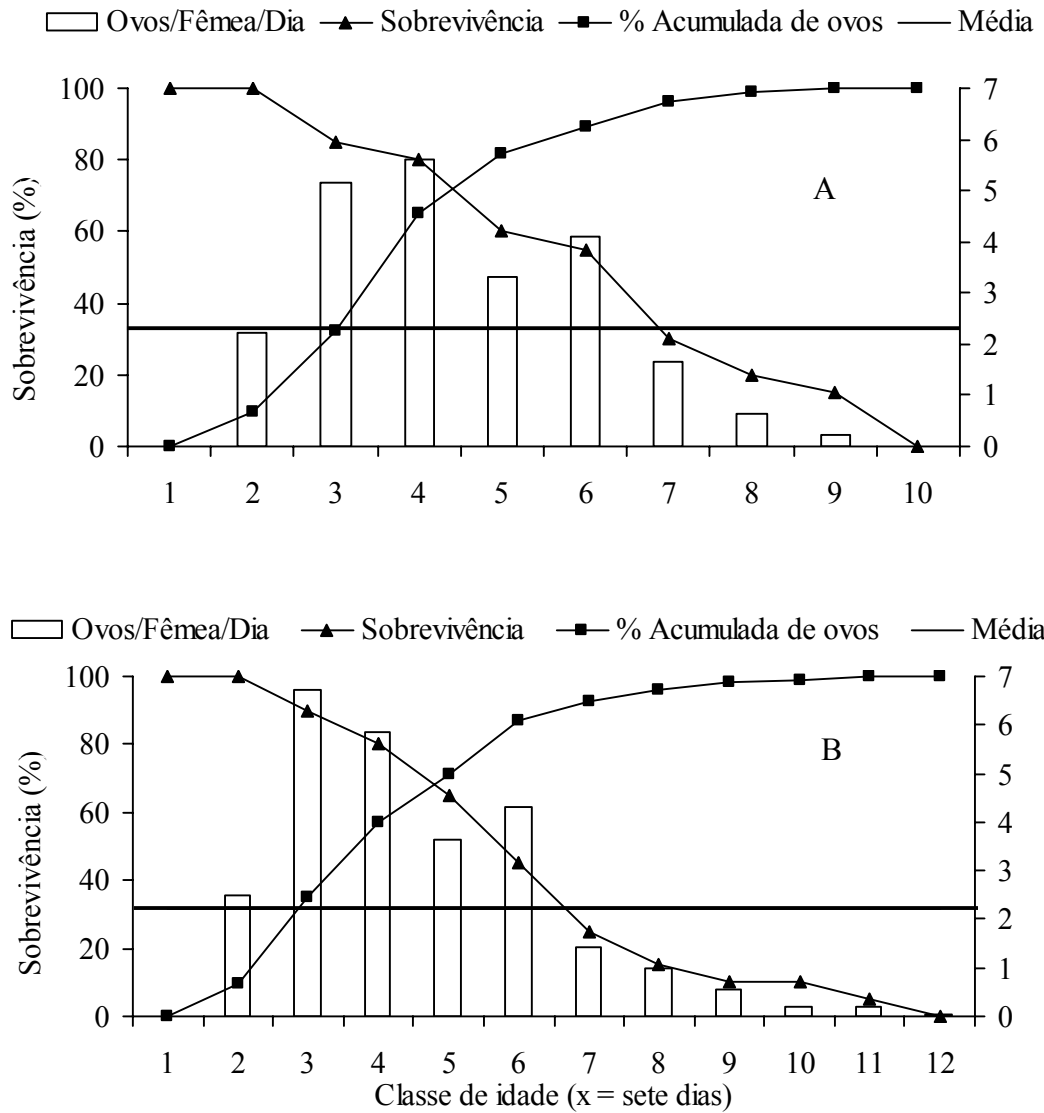 Ovos/Fêmea/Dia Sobrevivência % Acumulada de ovos Média
100 7
80 6
5
60 4
40 3
2
20 1
0 0
Sobrevivência (%)
A
1 2 3 4 5 6 7 8 9 10
Ovos/Fêmea/Dia Sobrevivência % Acumulada de ovos Média
100 7
80 6
5
60 4
40 3
2
20 1
0 0
Sobrevivência (%)
B
1 2 3 4 5 6 7 8 9 10 11 12
Classe de idade (x = sete dias)